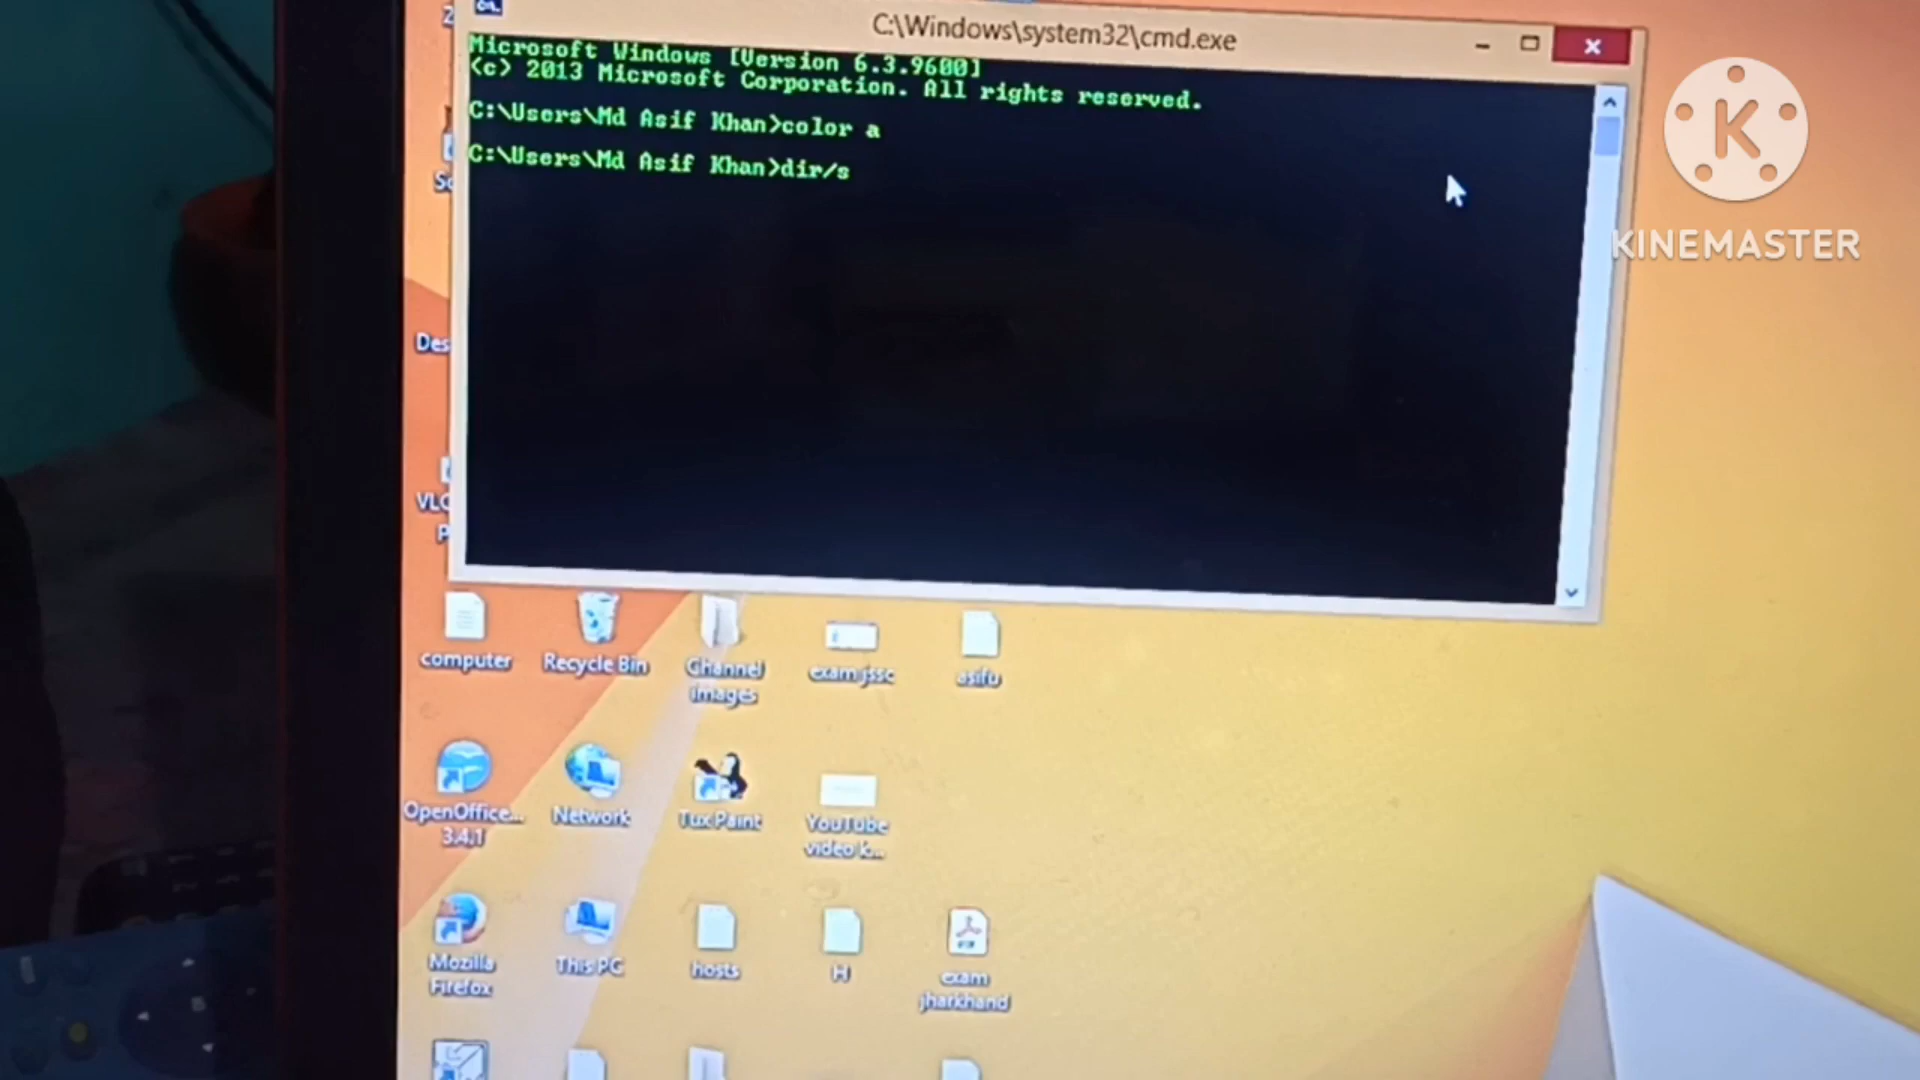 C:\Windows\system32\cmd.exe
Microsoft Windows [Version 6.3.9600]
(c) 2013 Microsoft Corporation. All rights reserved.
C:\Users\Md Asif Khan>color a
C:\Users\Md Asif Khan>dir/s
K
KINEMASTER
Des
VLC
computer
Recycle Bin
Channel
images
exam jssc
asifu
OpenOffice...
3.4.1
Network
Tux Paint
YouTube
video k...
Mozilla
Firefox
This PC
hosts
H
exam
jharkhand